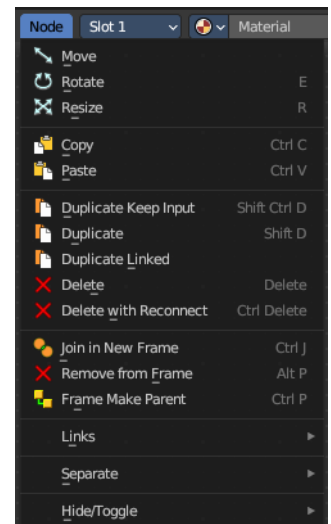 Node Slot 1 Material
Move
Rotate E
Resize R
Copy Ctrl C
Paste Ctrl V
Duplicate Keep Input Shift Ctrl D
Duplicate Shift D
Duplicate Linked
Delete Delete
Delete with Reconnect Ctrl Delete
Join in New Frame Ctrl J
Remove from Frame Alt P
Frame Make Parent Ctrl P
Links
Separate
Hide/Toggle